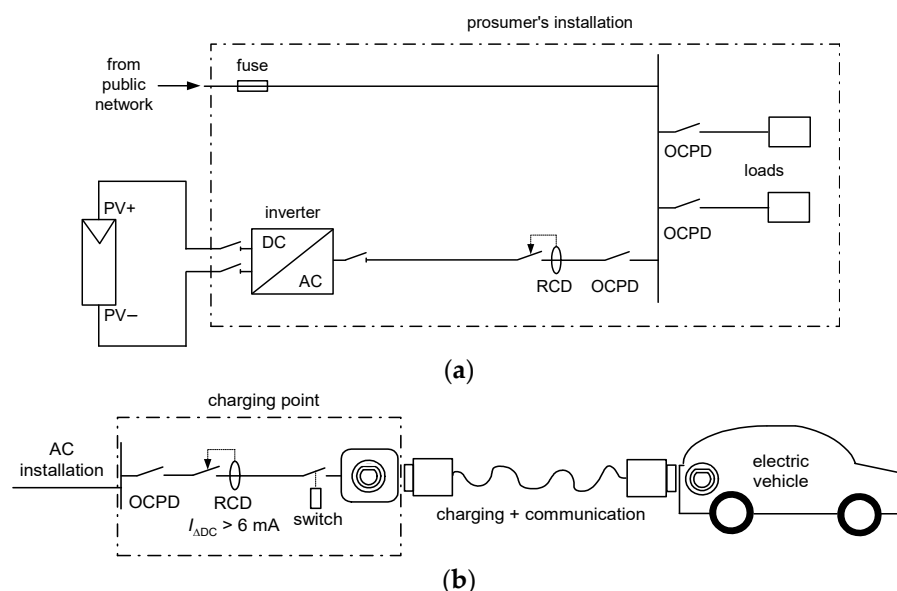 prosumer's installation
from
public
network
fuse
OCPD
loads
PV+
inverter
DC
AC
OCPD
RCD
OCPD
PV−
(a)
charging point
AC
installation
OCPD
RCD
I∆DC > 6 mA
switch
charging + communication
electric
vehicle
(b)